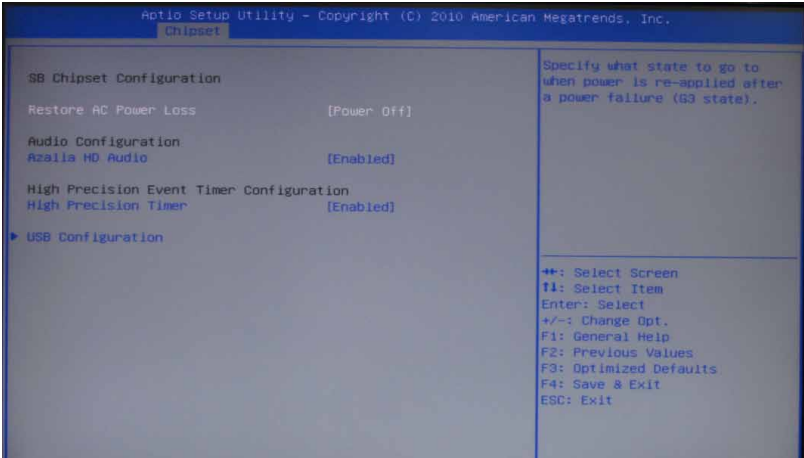 Aptio Setup Utility – Copyright (C) 2010 American Megatrends, Inc.
Chipset
SB Chipset Configuration
Restore AC Power Loss [Power Off]
Audio Configuration
Azalia HD Audio [Enabled]
High Precision Event Timer Configuration
High Precision Timer [Enabled]
► USB Configuration
Specify what state to go to
when power is re-applied after
a power failure (G3 state).
→←: Select Screen
↑↓: Select Item
Enter: Select
+/-: Change Opt.
F1: General Help
F2: Previous Values
F3: Optimized Defaults
F4: Save & Exit
ESC: Exit